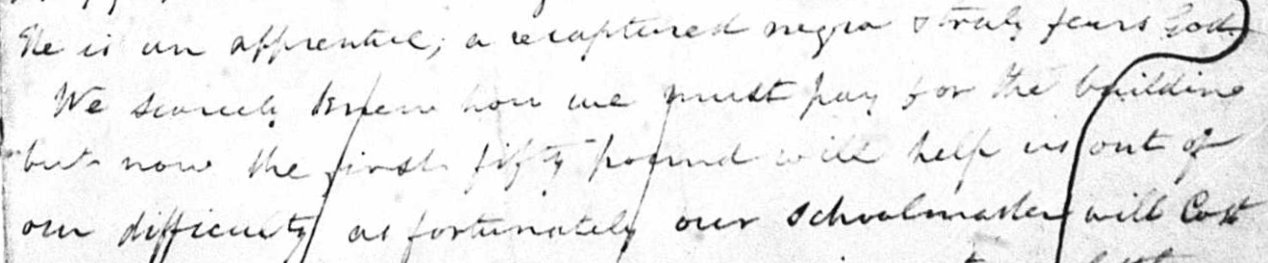 He is an apprentice; a recaptured negro & truly fears God.
We scarcely knew how we must pay for the building
but now the first fifty pound will help us out of
our difficulty as fortunately our Schoolmaster will Cost